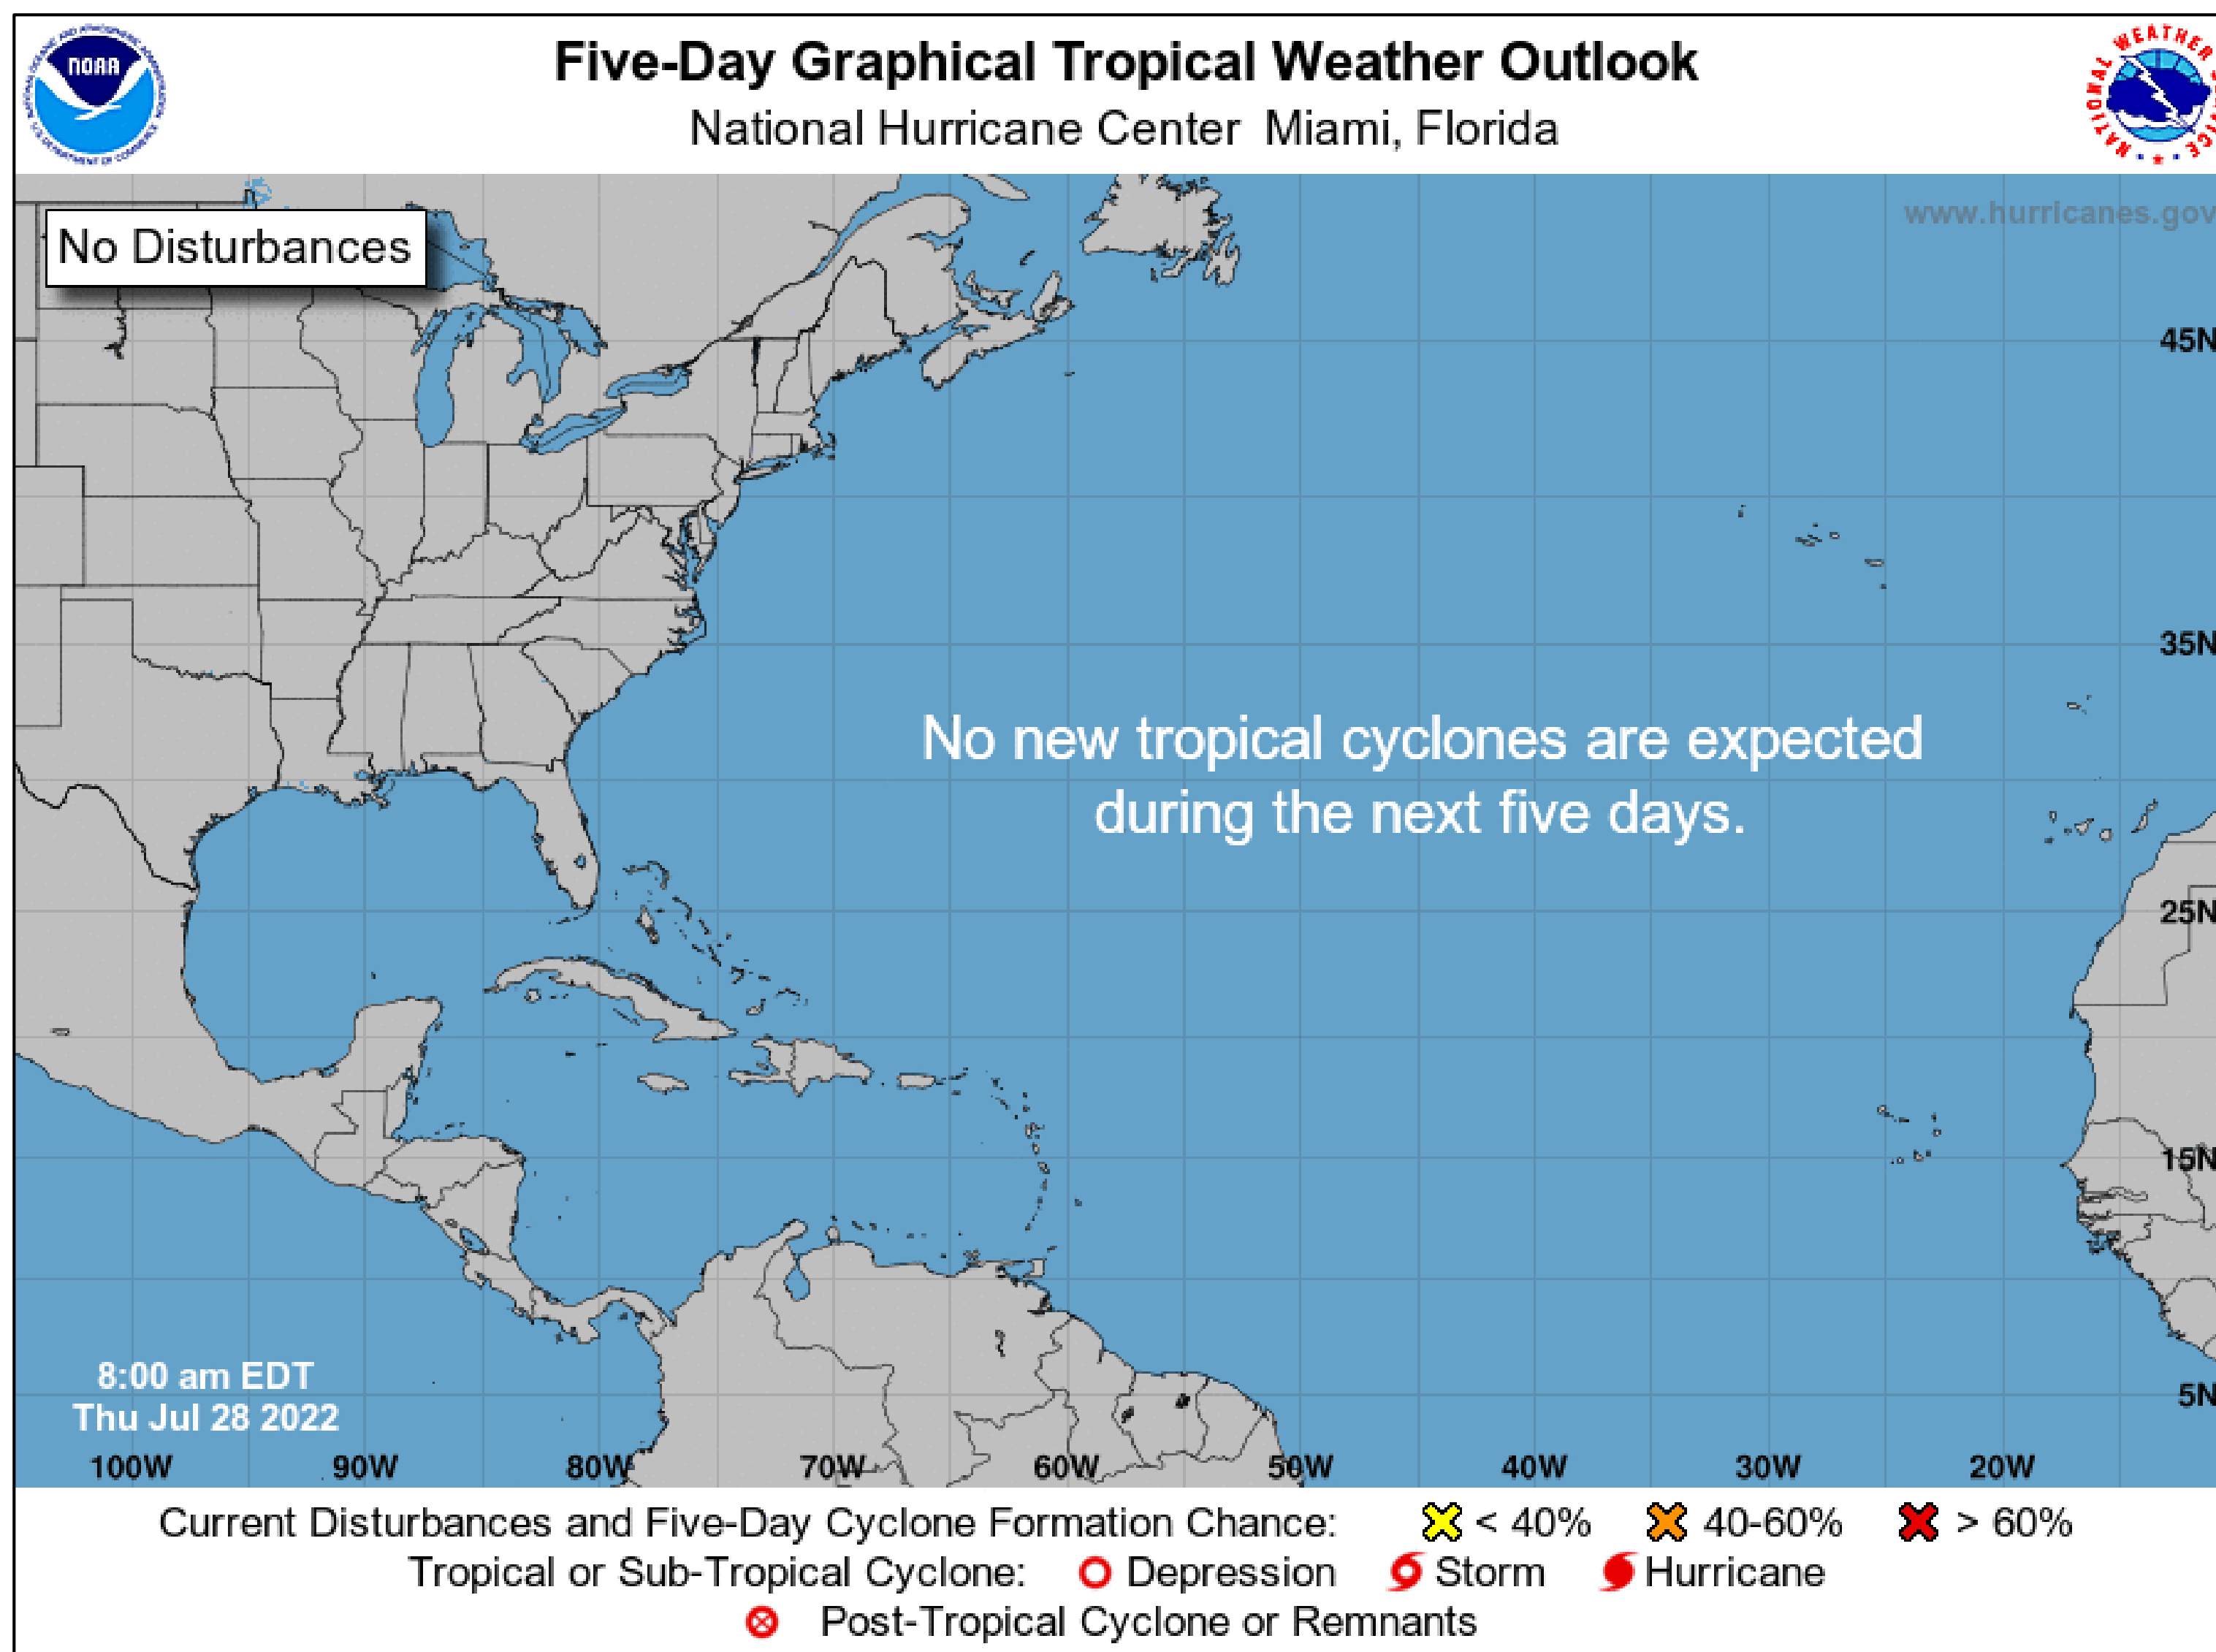 Five-Day Graphical Tropical Weather Outlook
National Hurricane Center Miami, Florida
NOAA
NATIONAL WEATHER
www.hurricanes.gov
No Disturbances
45N
35N
No new tropical cyclones are expected
during the next five days.
25N
15N
5N
8:00 am EDT
Thu Jul 28 2022
100W 90W 80W 70W 60W 50W 40W 30W 20W
Current Disturbances and Five-Day Cyclone Formation Chance: < 40% 40-60% > 60%
Tropical or Sub-Tropical Cyclone: Depression Storm Hurricane
Post-Tropical Cyclone or Remnants